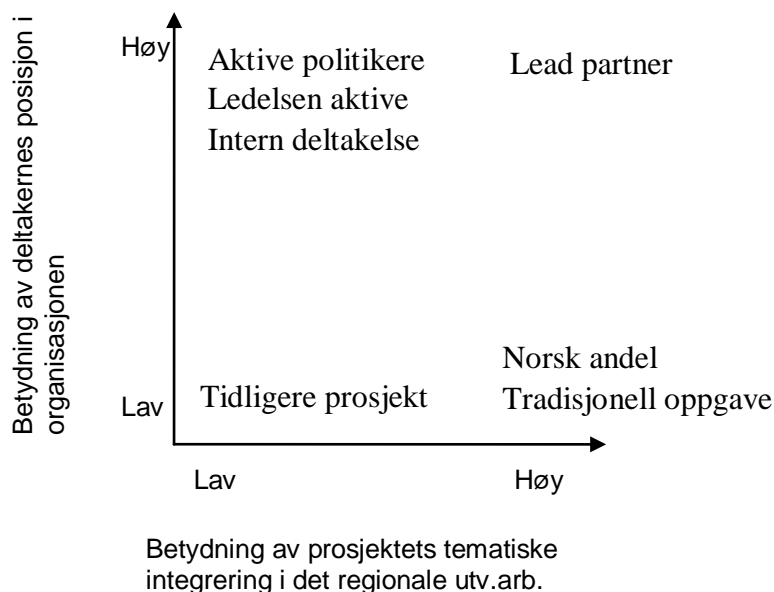 Betydning av deltakernes posisjon i
organisasjonen
Høy
Aktive politikere
Ledelsen aktive
Intern deltakelse
Lead partner
Lav
Tidligere prosjekt
Norsk andel
Tradisjonell oppgave
Lav
Høy
Betydning av prosjektets tematiske
integrering i det regionale utv.arb.